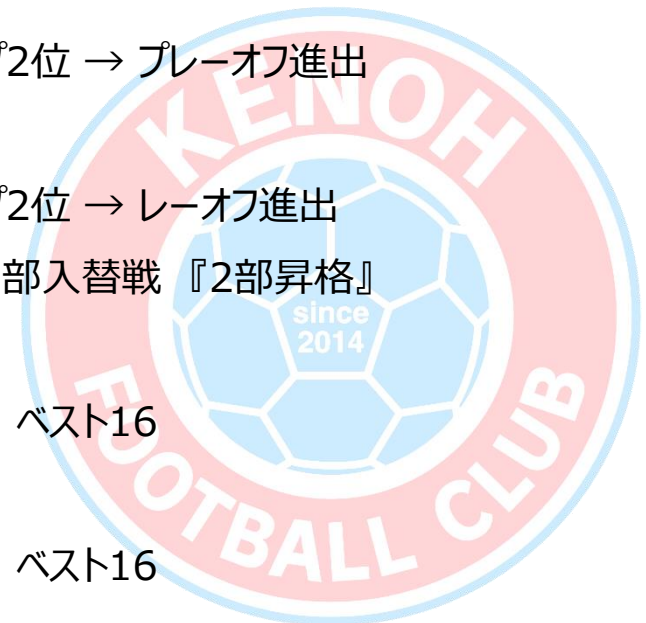 プ2位 → プレーオフ進出
プ2位 → レーオフ進出
部入替戦『2部昇格』
ベスト16
ベスト16
KENOH
since
2014
FOOTBALL CLUB